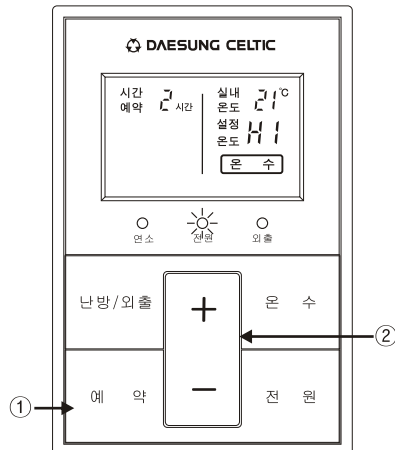 DAESUNG CELTIC
시간 예약 2 시간
실내 온도 21℃
설정 온도 H1
온 수
연소 전원 외출
난방/외출 + 온 수
②
① 예 약 － 전 원